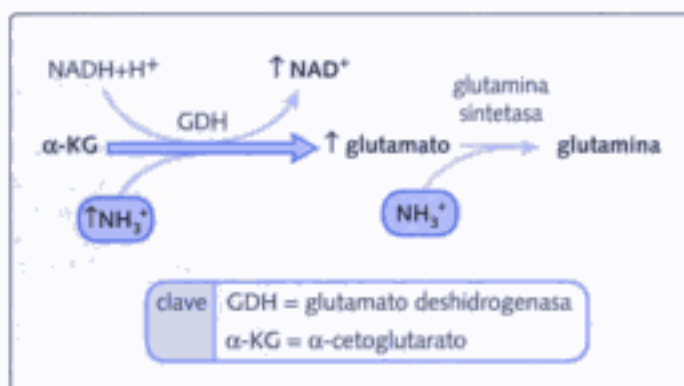 NADH+H⁺ ↑ NAD⁺
glutamina
sintetasa
GDH
α-KG ↑ glutamato glutamina
↑NH₃⁺ NH₃⁺
clave GDH = glutamato deshidrogenasa
α-KG = α-cetoglutarato